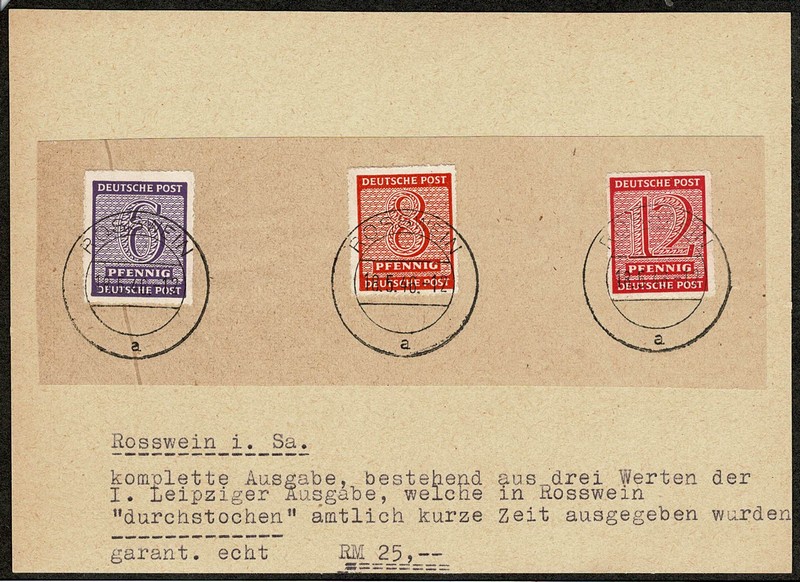 DEUTSCHE POST
6
PFENNIG
DEUTSCHE POST
a
DEUTSCHE POST
8
PFENNIG
DEUTSCHE POST
a
DEUTSCHE POST
12
PFENNIG
DEUTSCHE POST
a
Rosswein i. Sa.
komplette Ausgabe, bestehend aus drei Werten der
I. Leipziger Ausgabe, welche in Rosswein
"durchstochen" amtlich kurze Zeit ausgegeben wurden
garant. echt RM 25,--